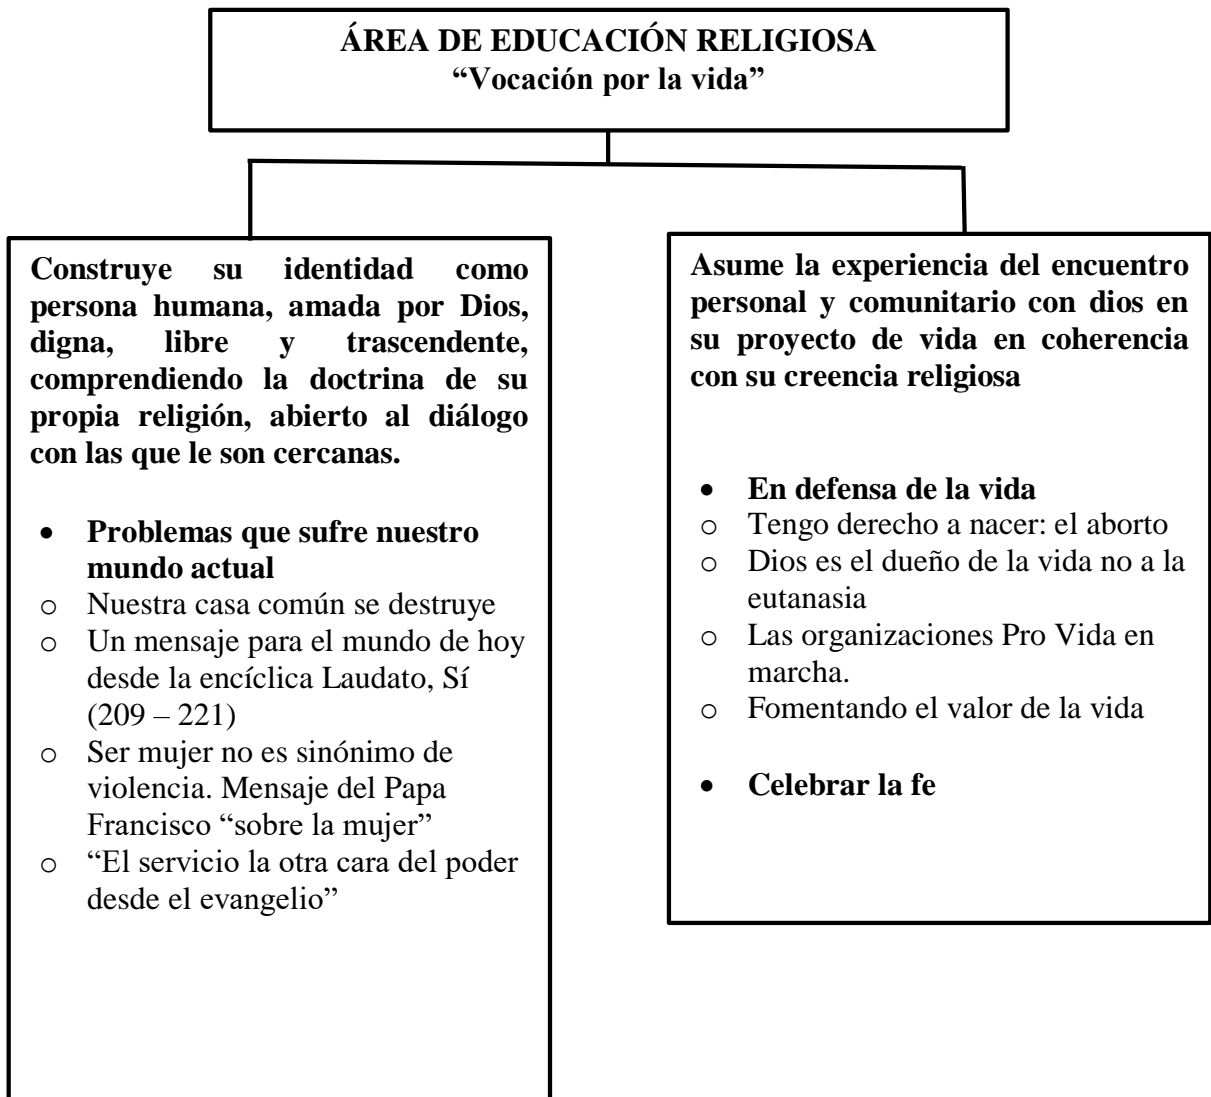 ÁREA DE EDUCACIÓN RELIGIOSA
“Vocación por la vida”
Construye su identidad como
persona humana, amada por Dios,
digna, libre y trascendente,
comprendiendo la doctrina de su
propia religión, abierto al diálogo
con las que le son cercanas.
• Problemas que sufre nuestro
mundo actual
o Nuestra casa común se destruye
o Un mensaje para el mundo de hoy
desde la encíclica Laudato, Sí
(209 – 221)
o Ser mujer no es sinónimo de
violencia. Mensaje del Papa
Francisco “sobre la mujer”
o “El servicio la otra cara del poder
desde el evangelio”
Asume la experiencia del encuentro
personal y comunitario con dios en
su proyecto de vida en coherencia
con su creencia religiosa
• En defensa de la vida
o Tengo derecho a nacer: el aborto
o Dios es el dueño de la vida no a la
eutanasia
o Las organizaciones Pro Vida en
marcha.
o Fomentando el valor de la vida
• Celebrar la fe